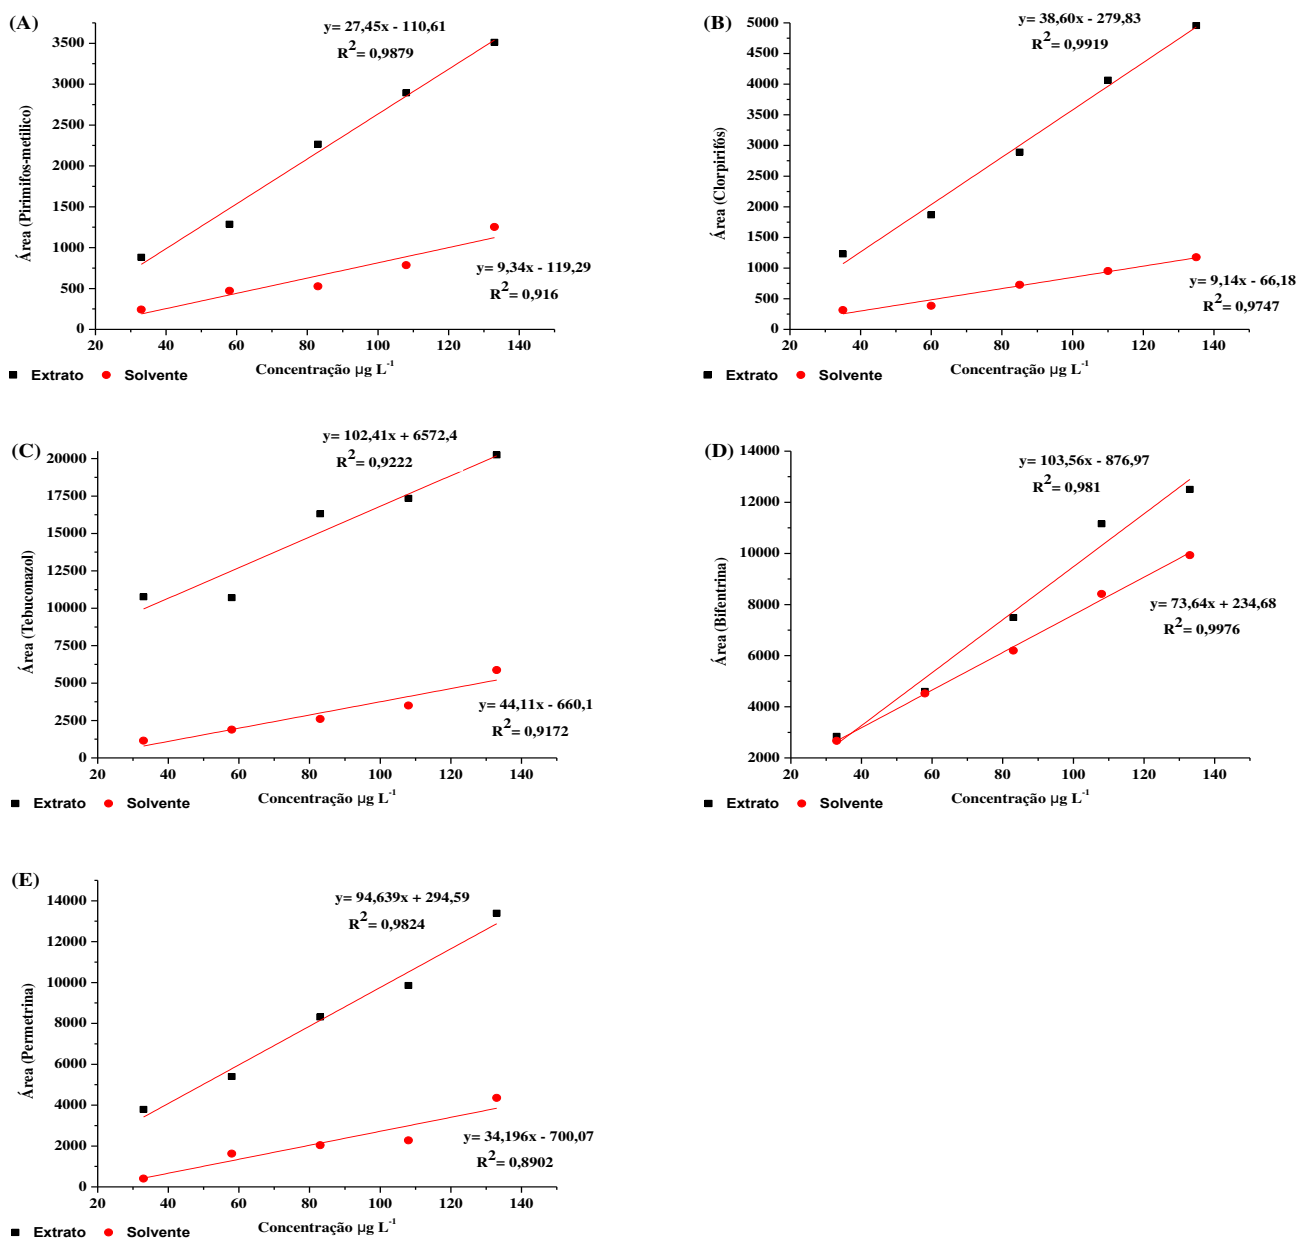 (A)
y= 27,45x - 110,61
R2= 0,9879
3500
3000
2500
2000
1500
1000
500
0
Área (Pirimifos-metilico)
y= 9,34x - 119,29
R2= 0,916
20 40 60 80 100 120 140
Concentração µg L-1
Extrato Solvente
(B)
y= 38,60x - 279,83
R2= 0,9919
5000
4500
4000
3500
3000
2500
2000
1500
1000
500
0
Área (Clorpirifós)
y= 9,14x - 66,18
R2= 0,9747
20 40 60 80 100 120 140
Concentração µg L-1
Extrato Solvente
(C)
y= 102,41x + 6572,4
R2= 0,9222
20000
17500
15000
12500
10000
7500
5000
2500
0
Área (Tebuconazol)
y= 44,11x - 660,1
R2= 0,9172
20 40 60 80 100 120 140
Concentração µg L-1
Extrato Solvente
(D)
y= 103,56x - 876,97
R2= 0,981
14000
12000
10000
8000
6000
4000
2000
Área (Bifentrina)
y= 73,64x + 234,68
R2= 0,9976
20 40 60 80 100 120 140
Concentração µg L-1
Extrato Solvente
(E)
y= 94,639x + 294,59
R2= 0,9824
14000
12000
10000
8000
6000
4000
2000
0
Área (Permetrina)
y= 34,196x - 700,07
R2= 0,8902
20 40 60 80 100 120 140
Concentração µg L-1
Extrato Solvente